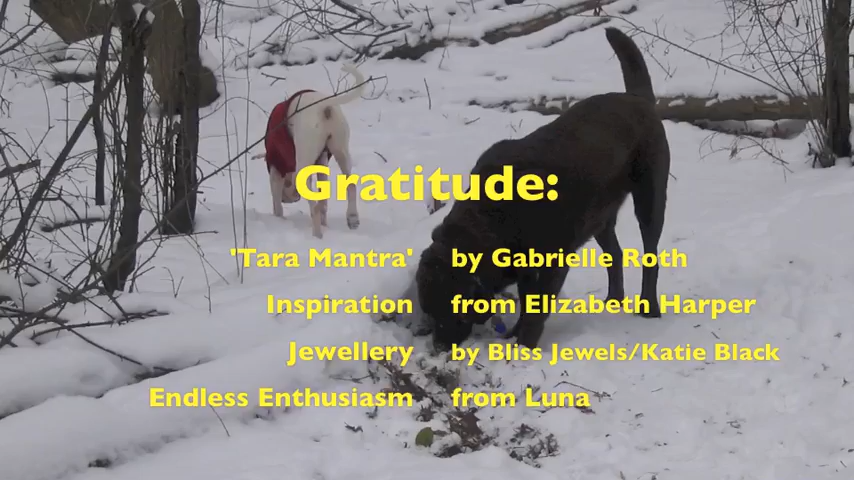 Gratitude:
'Tara Mantra' by Gabrielle Roth
Inspiration from Elizabeth Harper
Jewellery by Bliss Jewels/Katie Black
Endless Enthusiasm from Luna